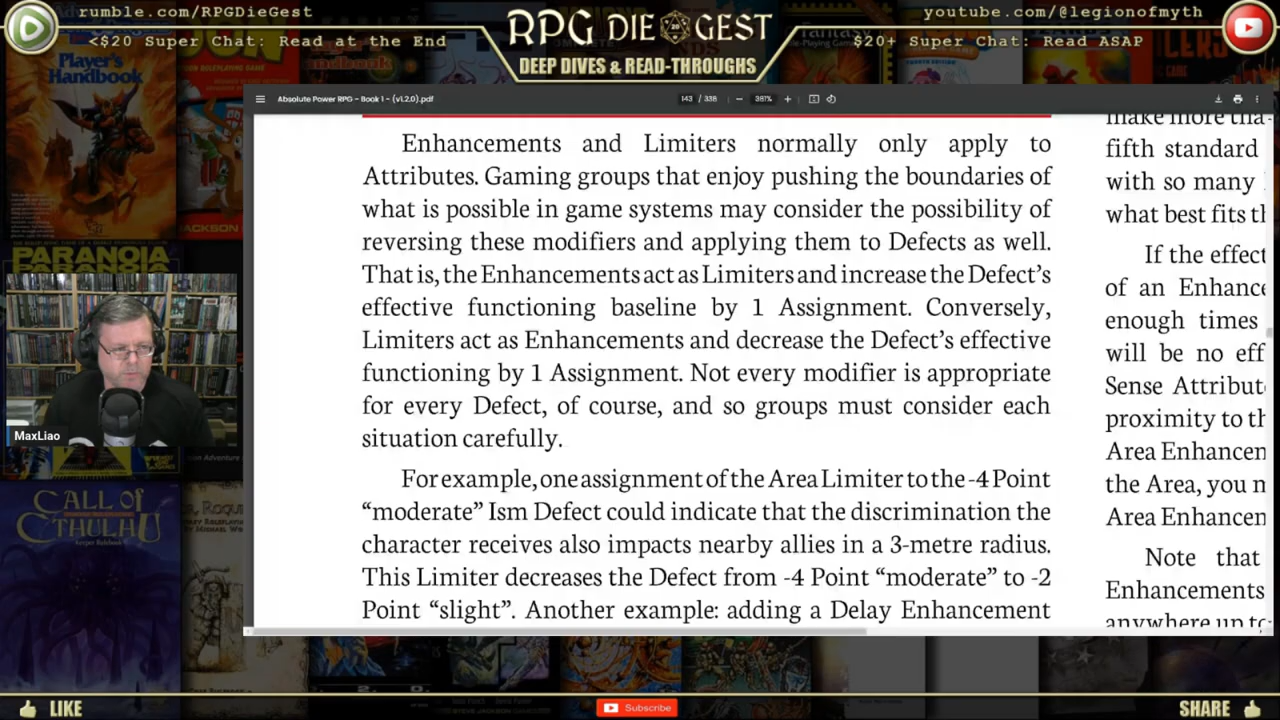 rumble.com/RPGDieGest
<$20 Super Chat: Read at the End
RPG DIE GEST
DEEP DIVES & READ-THROUGHS
youtube.com/@legionofmyth
$20+ Super Chat: Read ASAP
Player's
Handbook
PARANOIA
CALL OF
CTHULHU
MaxLiao
Absolute Power RPG - Book 1 - (v1.2.0).pdf
143 / 338
381%
Enhancements and Limiters normally only apply to
Attributes. Gaming groups that enjoy pushing the boundaries of
what is possible in game systems may consider the possibility of
reversing these modifiers and applying them to Defects as well.
That is, the Enhancements act as Limiters and increase the Defect's
effective functioning baseline by 1 Assignment. Conversely,
Limiters act as Enhancements and decrease the Defect's effective
functioning by 1 Assignment. Not every modifier is appropriate
for every Defect, of course, and so groups must consider each
situation carefully.
For example, one assignment of the Area Limiter to the -4 Point
“moderate” Ism Defect could indicate that the discrimination the
character receives also impacts nearby allies in a 3-metre radius.
This Limiter decreases the Defect from -4 Point “moderate” to -2
Point “slight”. Another example: adding a Delay Enhancement
make more tha
fifth standard
with so many
what best fits th
If the effect
of an Enhance
enough times
will be no eff
Sense Attribut
proximity to th
Area Enhancen
the Area, you n
Area Enhancen
Note that
Enhancements
anywhere up to
LIKE
Subscribe
SHARE